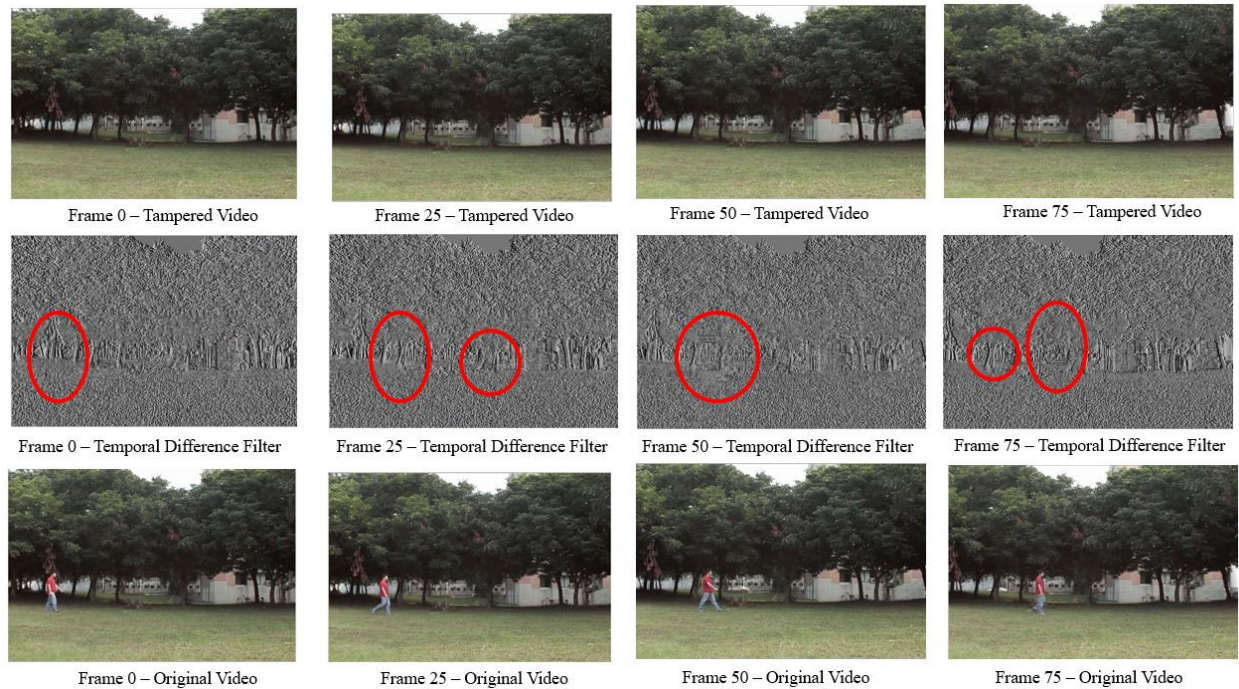 Frame 0 – Tampered Video
Frame 25 – Tampered Video
Frame 50 – Tampered Video
Frame 75 – Tampered Video
Frame 0 – Temporal Difference Filter
Frame 25 – Temporal Difference Filter
Frame 50 – Temporal Difference Filter
Frame 75 – Temporal Difference Filter
Frame 0 – Original Video
Frame 25 – Original Video
Frame 50 – Original Video
Frame 75 – Original Video